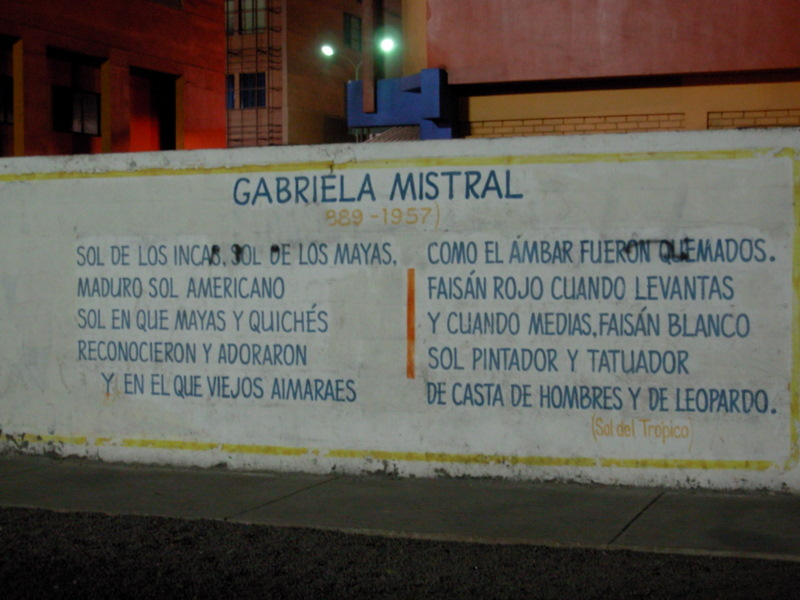 GABRIELA MISTRAL
889-1957)
SOL DE LOS INCAS, SOL DE LOS MAYAS,
MADURO SOL AMERICANO
SOL EN QUE MAYAS Y QUICHÉS
RECONOCIERON Y ADORARON
Y EN EL QUE VIEJOS AIMARAES
COMO EL ÁMBAR FUERON QUEMADOS.
FAISÁN ROJO CUANDO LEVANTAS
Y CUANDO MEDIAS, FAISÁN BLANCO
SOL PINTADOR Y TATUADOR
DE CASTA DE HOMBRES Y DE LEOPARDO.
(Sol del Trópico)